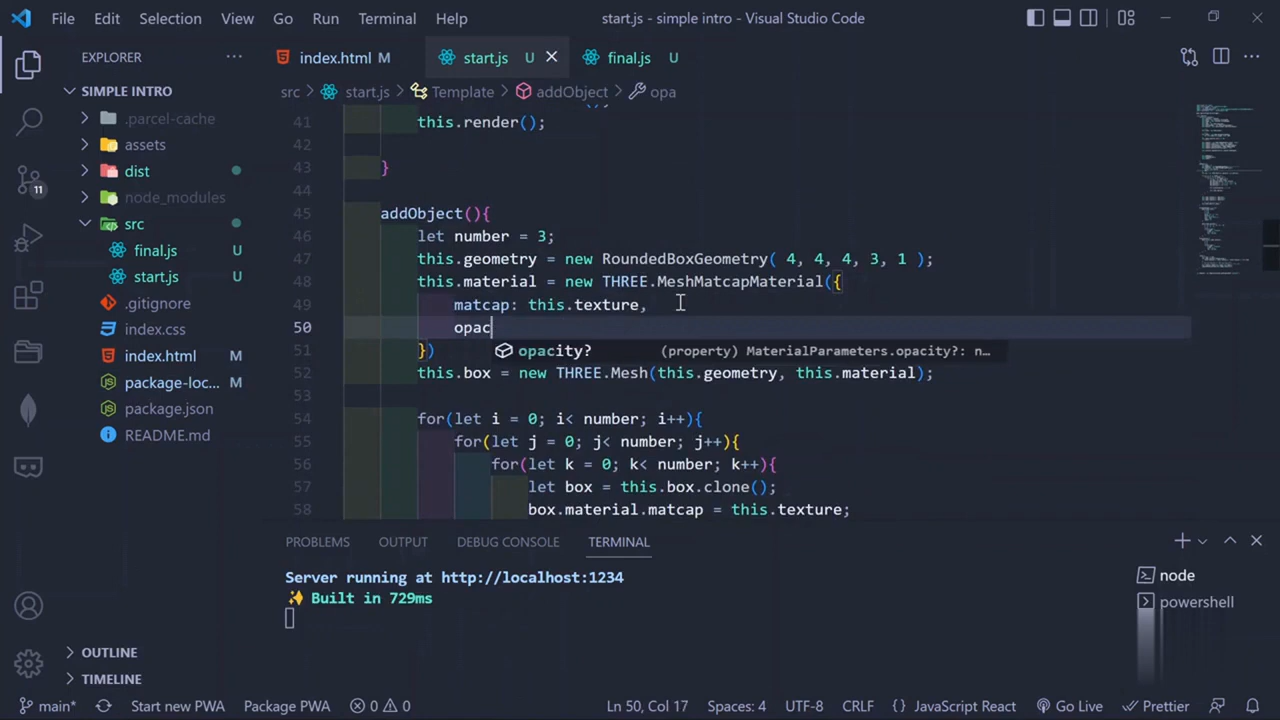 File Edit Selection View Go Run Terminal Help start.js - simple intro - Visual Studio Code
EXPLORER
index.html M start.js U final.js U
SIMPLE INTRO
src > start.js > Template > addObject > opa
.parcel-cache
assets
dist
node_modules
src
final.js U
start.js U
.gitignore
index.css
index.html M
package-loc... M
package.json
README.md
11
OUTLINE
TIMELINE
41 this.render();
42
43 }
44
45 addObject(){
46 let number = 3;
47 this.geometry = new RoundedBoxGeometry( 4, 4, 4, 3, 1 );
48 this.material = new THREE.MeshMatcapMaterial({
49 matcap: this.texture,
50 opac
opacity? (property) MaterialParameters.opacity?: n…
51 })
52 this.box = new THREE.Mesh(this.geometry, this.material);
53
54 for(let i = 0; i< number; i++){
55 for(let j = 0; j< number; j++){
56 for(let k = 0; k< number; k++){
57 let box = this.box.clone();
58 box.material.matcap = this.texture;
PROBLEMS OUTPUT DEBUG CONSOLE TERMINAL
Server running at http://localhost:1234
✨ Built in 729ms
node
powershell
main* Start new PWA Package PWA 0 0 Ln 50, Col 17 Spaces: 4 UTF-8 CRLF {} JavaScript React Go Live Prettier